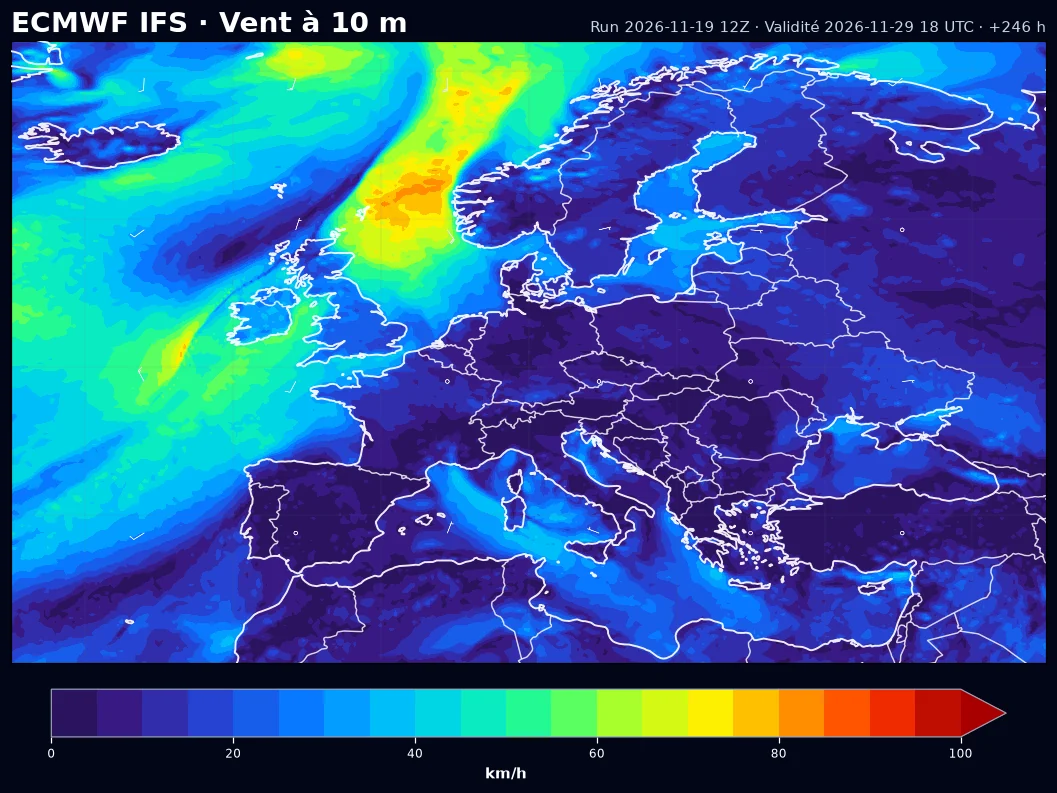 ECMWF IFS · Vent à 10 m
Run 2026-11-19 12Z · Validité 2026-11-29 18 UTC · +246 h
0 20 40 60 80 100
km/h